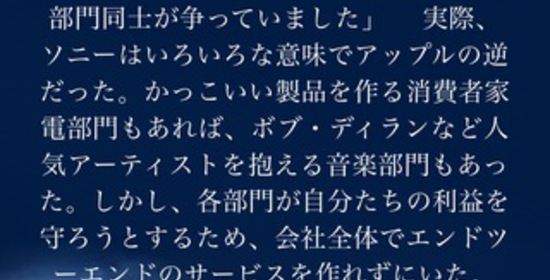 部門同士が争っていました」　　実際、
ソニーはいろいろな意味でアップルの逆
だった。かっこいい製品を作る消費者家
電部門もあれば、ボブ・ディランなど人
気アーティストを抱える音楽部門もあっ
た。しかし、各部門が自分たちの利益を
守ろうとするため、会社全体でエンドツ
ーエンドのサービスを作れずにいた。